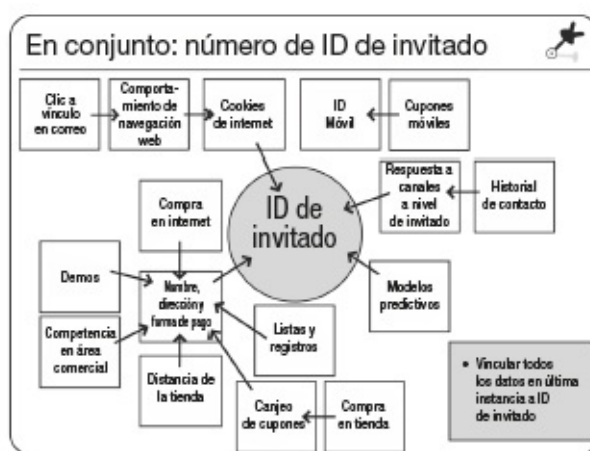 En conjunto: número de ID de invitado
Clic a
vínculo
en correo
Comport-
amiento de
navegación
web
Cookies
de internet
ID
Móvil
Cupones
móviles
Compra
en internet
ID de
invitado
Respuesta a
canales
a nivel
de invitado
Historial
de contacto
Demos
Nombre,
dirección y
forma de pago
Modelos
predictivos
Competencia
en área
comercial
Listas y
registros
Distancia de
la tienda
Canjeo
de cupones
Compra
en tienda
• Vincular todos
los datos en última
instancia a ID
de invitado